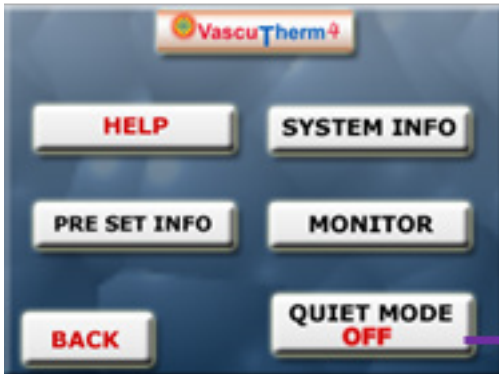 VascuTherm4
HELP
SYSTEM INFO
PRE SET INFO
MONITOR
BACK
QUIET MODE
OFF